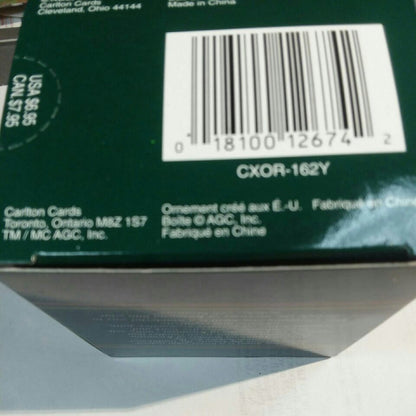 Carlton Cards
Cleveland, Ohio 44144
Made in China
USA $6.95
CAN $7.95
0 18100 12674 2
CXOR-162Y
Carlton Cards
Toronto, Ontario M8Z 1S7
TM / MC AGC, Inc.
Ornement créé aux É.-U. Fabriqué en Chine
Boîte © AGC, Inc.
Fabriqué en Chine